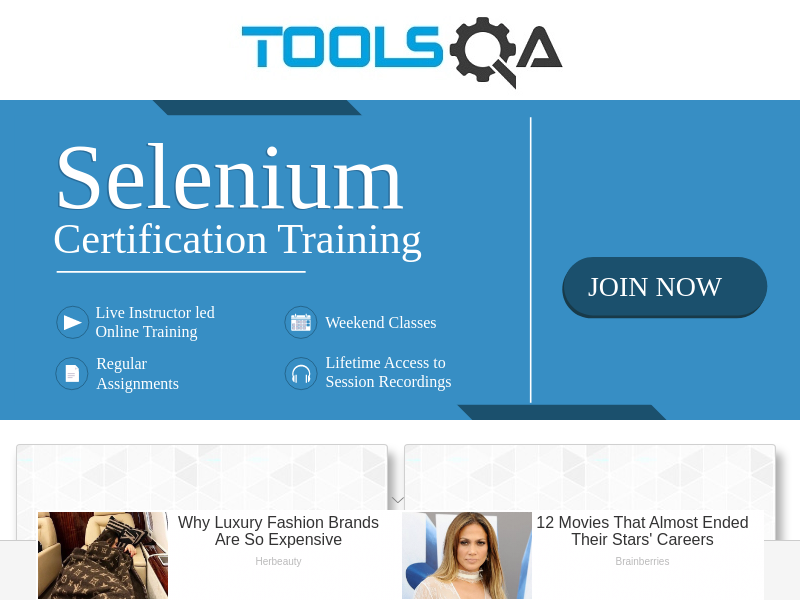 TOOLSQA
Selenium
Certification Training
JOIN NOW
Live Instructor led
Online Training
Weekend Classes
Regular
Assignments
Lifetime Access to
Session Recordings
Why Luxury Fashion Brands
Are So Expensive
Herbeauty
12 Movies That Almost Ended
Their Stars' Careers
Brainberries